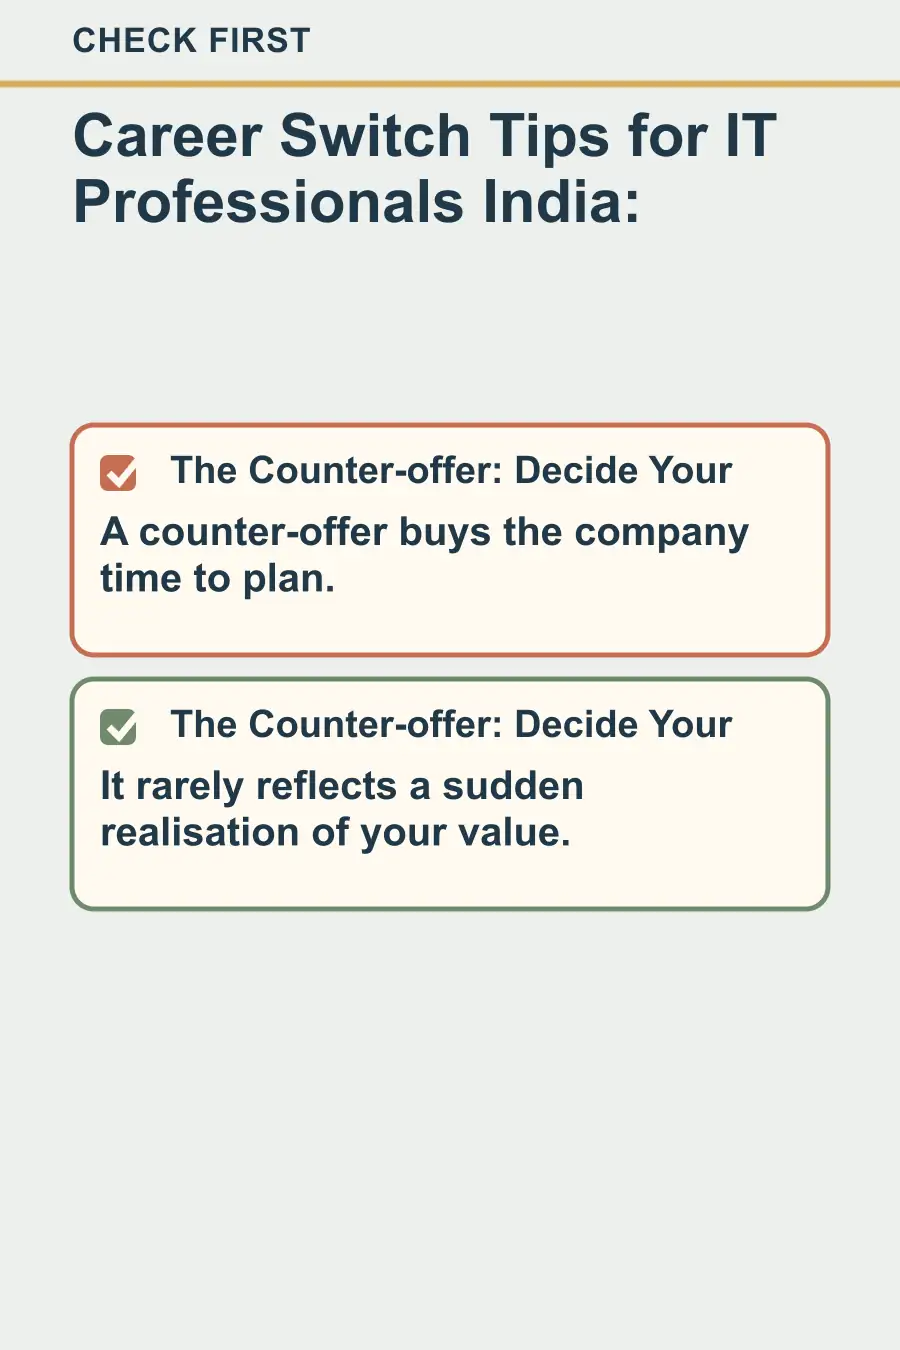 CHECK FIRST
Career Switch Tips for IT
Professionals India:
The Counter-offer: Decide Your
A counter-offer buys the company
time to plan.
The Counter-offer: Decide Your
It rarely reflects a sudden
realisation of your value.